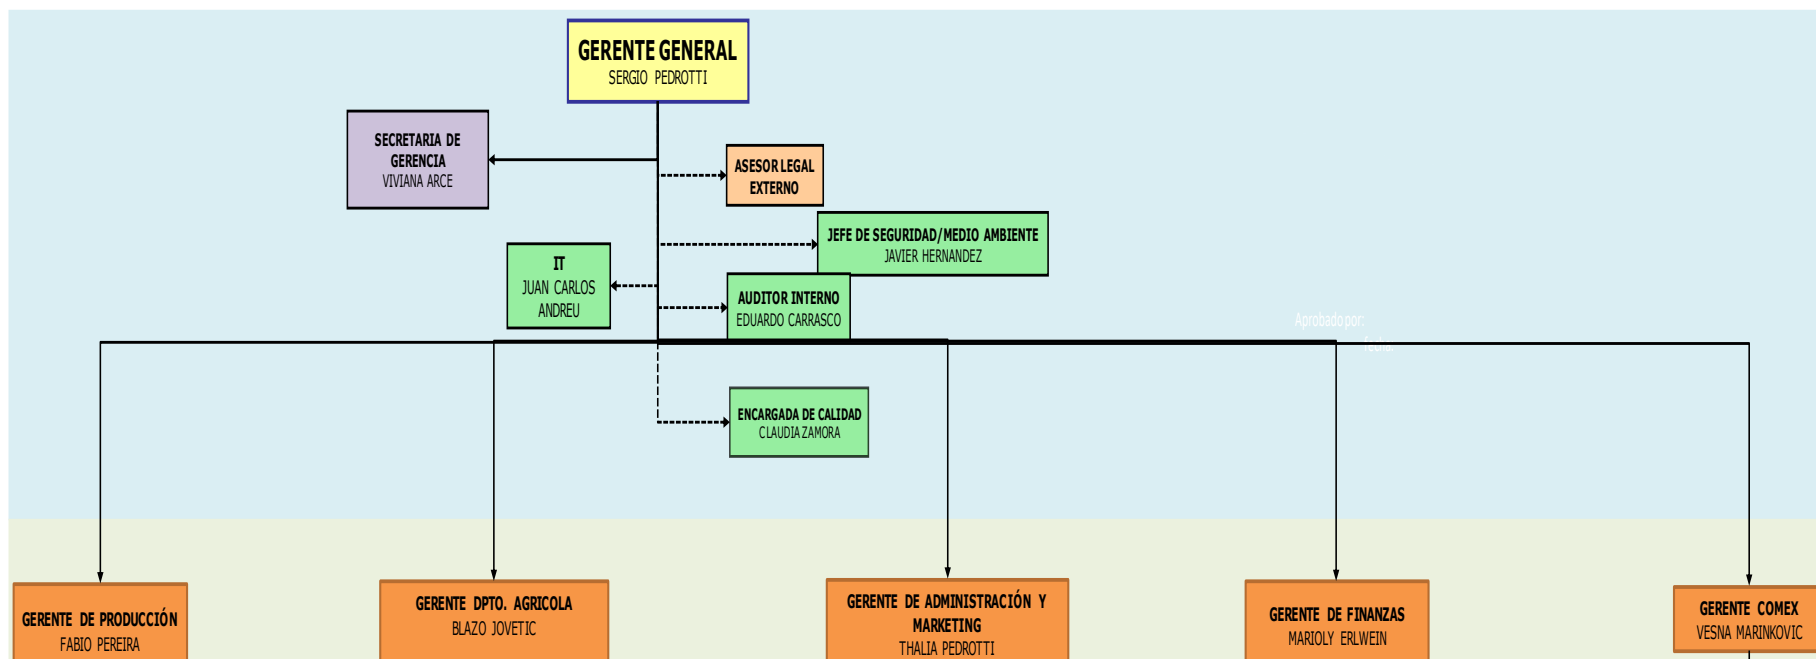 GERENTE GENERAL
SERGIO PEDROTTI
SECRETARIA DE
GERENCIA
VIVIANA ARCE
ASESOR LEGAL
EXTERNO
JEFE DE SEGURIDAD/MEDIO AMBIENTE
JAVIER HERNANDEZ
IT
JUAN CARLOS
ANDREU
AUDITOR INTERNO
EDUARDO CARRASCO
Aprobado por:
fecha:
ENCARGADA DE CALIDAD
CLAUDIA ZAMORA
GERENTE DE PRODUCCIÓN
FABIO PEREIRA
GERENTE DPTO. AGRICOLA
BLAZO JOVETIC
GERENTE DE ADMINISTRACIÓN Y
MARKETING
THALIA PEDROTTI
GERENTE DE FINANZAS
MARIOLY ERLWEIN
GERENTE COMEX
VESNA MARINKOVIC